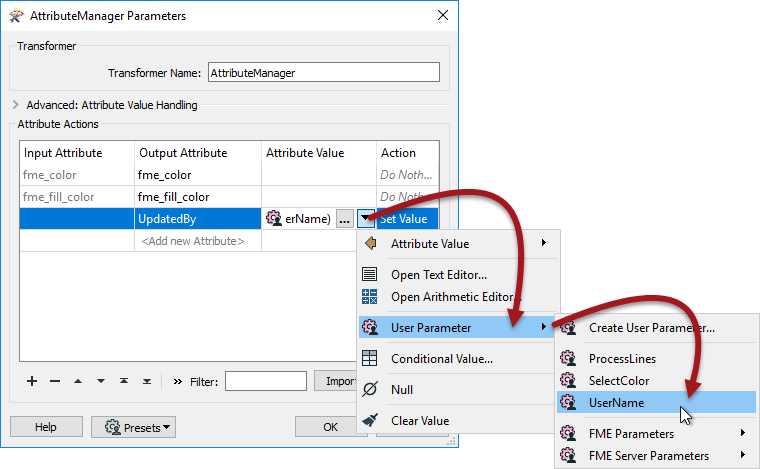 AttributeManager Parameters
Transformer
Transformer Name: AttributeManager
Advanced: Attribute Value Handling
Attribute Actions
Input Attribute Output Attribute Attribute Value Action
fme_color fme_color Do Noth...
fme_fill_color fme_fill_color Do Noth...
UpdatedBy erName) ... Set Value
<Add new Attribute>
Attribute Value
Open Text Editor...
Open Arithmetic Editor...
User Parameter
Conditional Value...
Null
Clear Value
Create User Parameter...
ProcessLines
SelectColor
UserName
FME Parameters
FME Server Parameters
Filter: Import
Help Presets OK